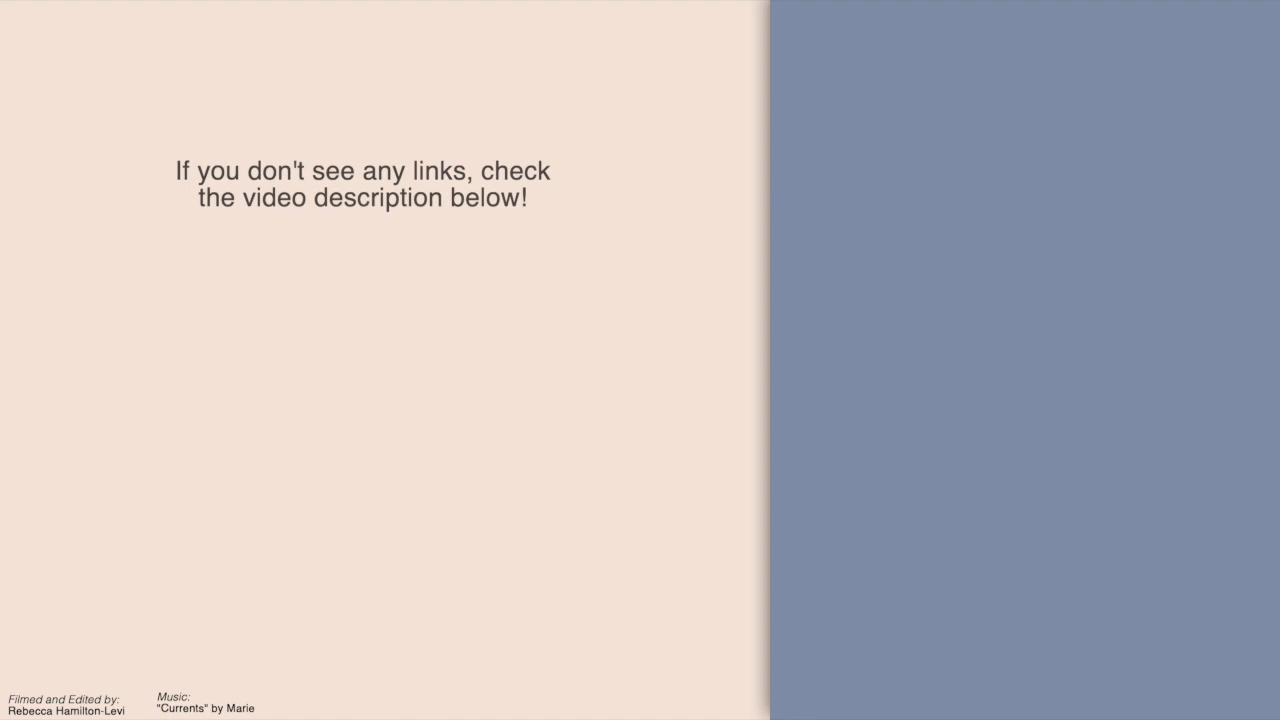 If you don't see any links, check
the video description below!
Filmed and Edited by:
Rebecca Hamilton-Levi
Music:
"Currents" by Marie